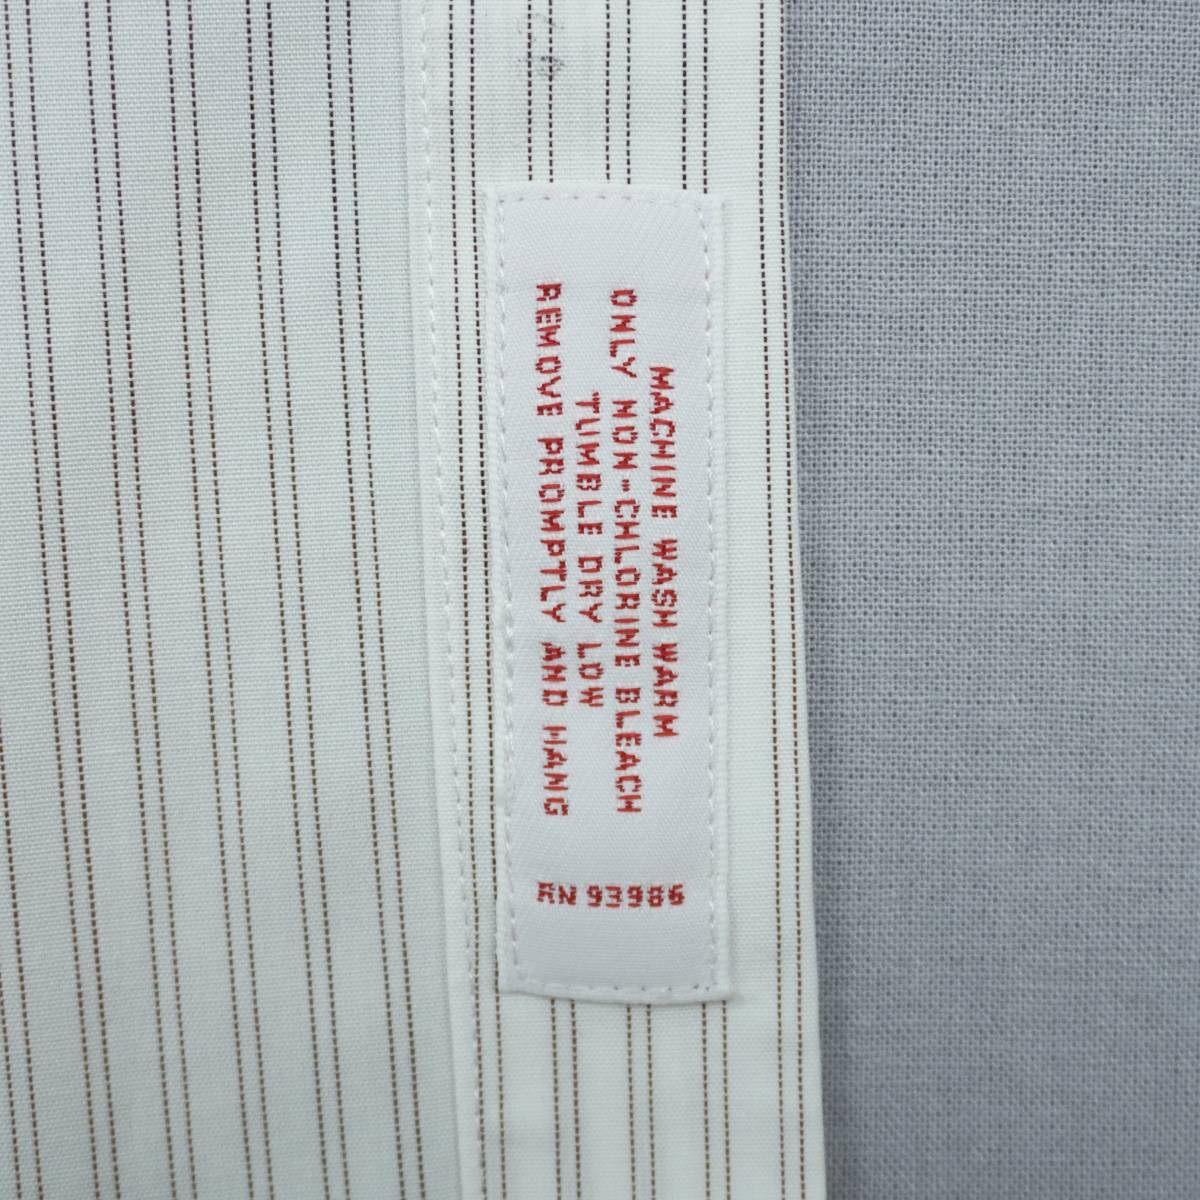 MACHINE WASH WARM
ONLY NON-CHLORINE BLEACH
TUMBLE DRY LOW
REMOVE PROMPTLY AND HANG
RN 93986